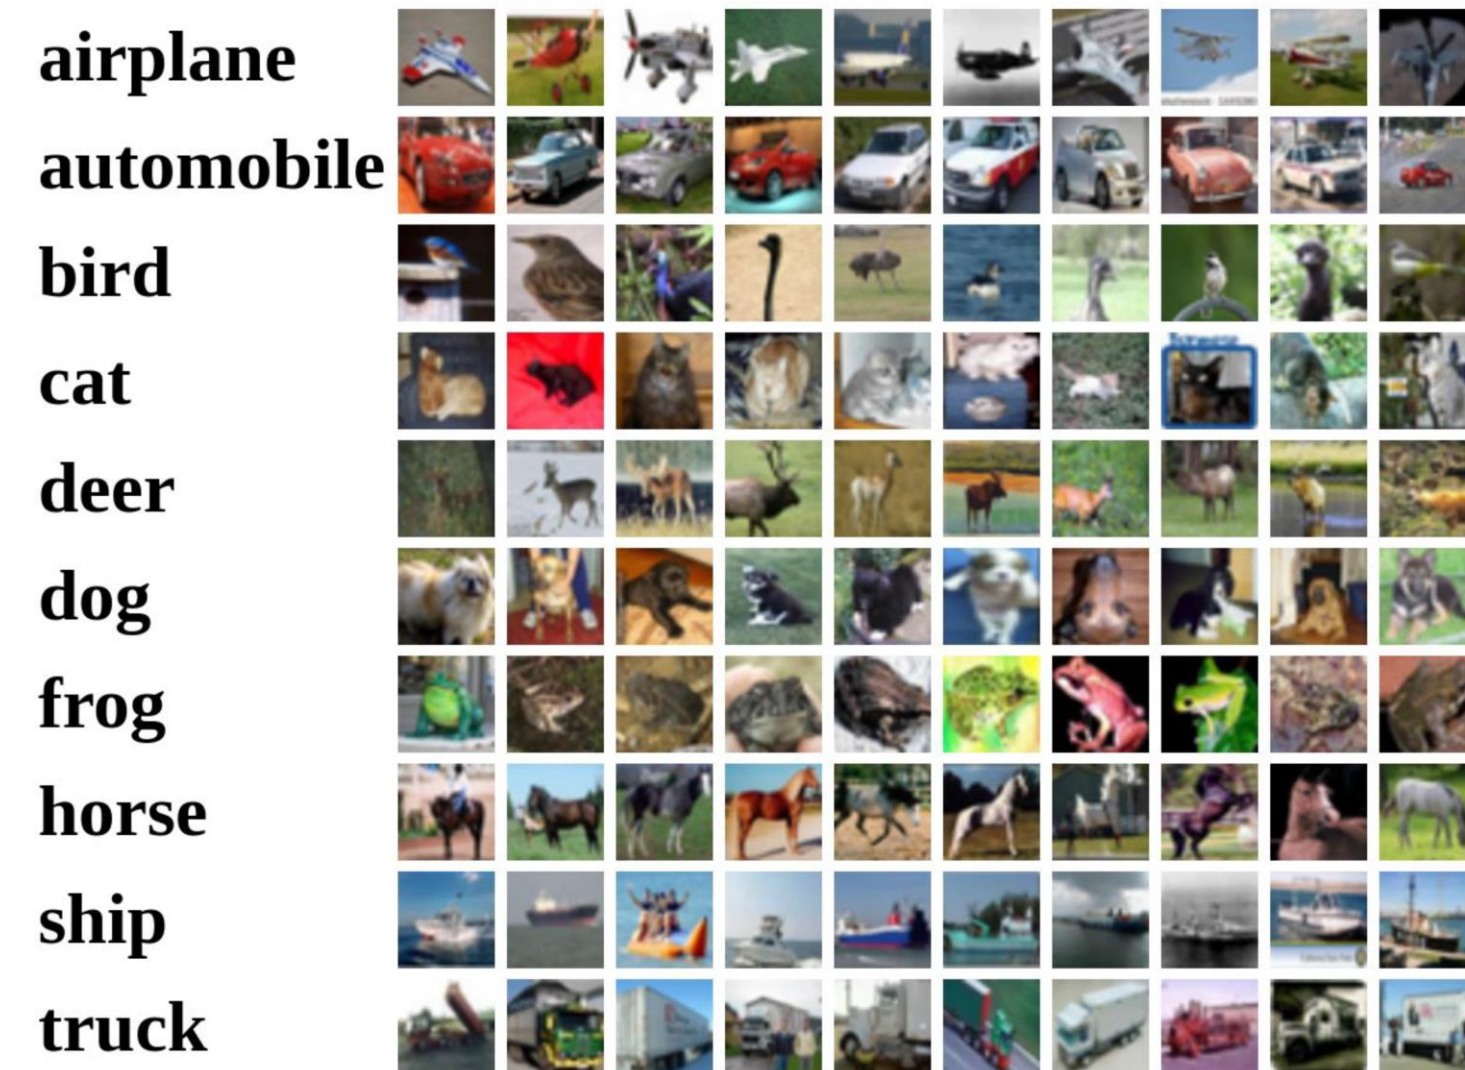 airplane
automobile
bird
cat
deer
dog
frog
horse
ship
truck